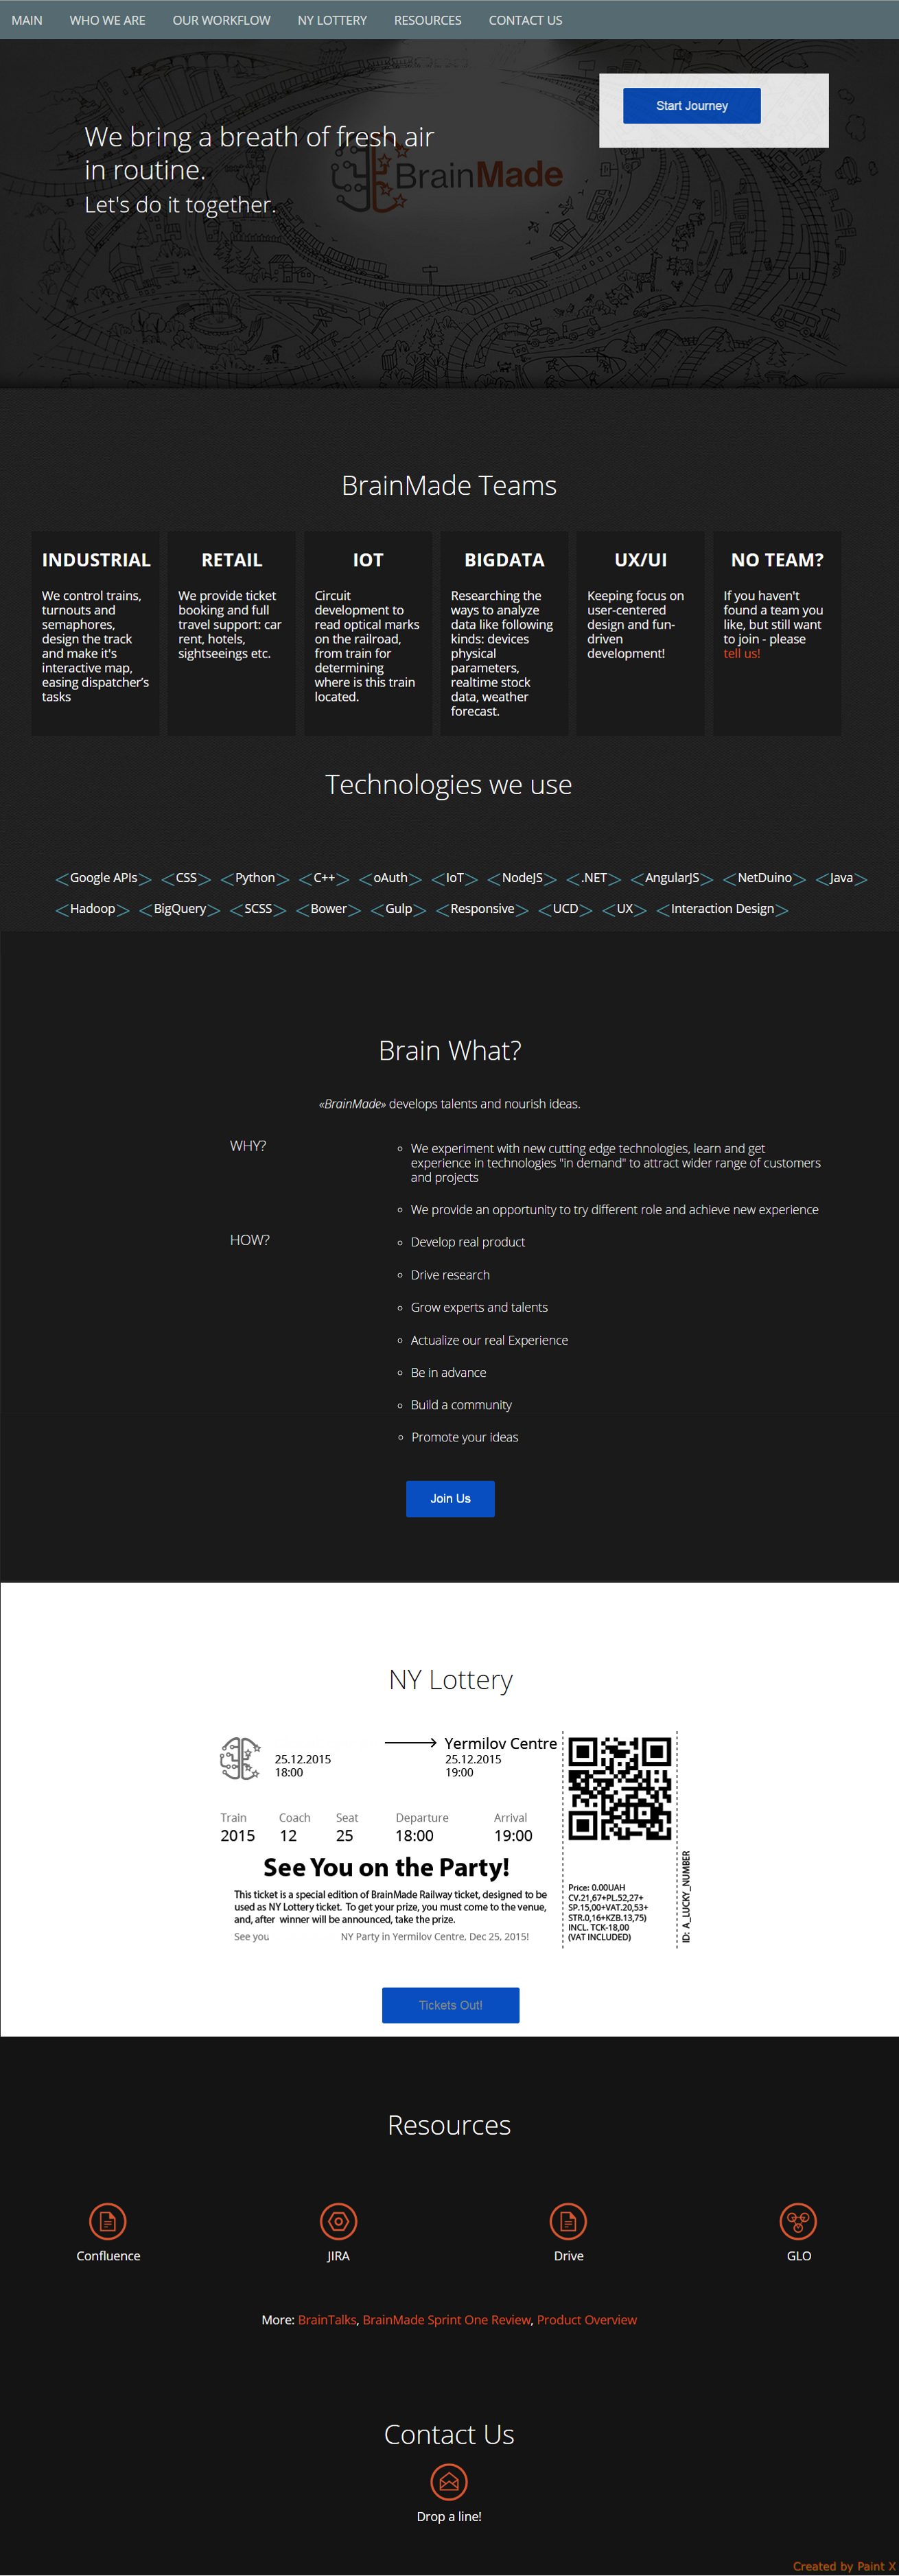 MAIN WHO WE ARE OUR WORKFLOW NY LOTTERY RESOURCES CONTACT US
Start Journey
We bring a breath of fresh air
in routine.
Let's do it together.
BrainMade
BrainMade Teams
INDUSTRIAL
We control trains,
turnouts and
semaphores,
design the track
and make it's
interactive map,
easing dispatcher's
tasks
RETAIL
We provide ticket
booking and full
travel support: car
rent, hotels,
sightseeings etc.
IOT
Circuit
development to
read optical marks
on the railroad,
from train for
determining
where is this train
located.
BIGDATA
Researching the
ways to analyze
data like following
kinds: devices
physical
parameters,
realtime stock
data, weather
forecast.
UX/UI
Keeping focus on
user-centered
design and fun-
driven
development!
NO TEAM?
If you haven't
found a team you
like, but still want
to join - please
tell us!
Technologies we use
<Google APIs> <CSS> <Python> <C++> <oAuth> <IoT> <NodeJS> <.NET> <AngularJS> <NetDuino> <Java>
<Hadoop> <BigQuery> <SCSS> <Bower> <Gulp> <Responsive> <UCD> <UX> <Interaction Design>
Brain What?
«BrainMade» develops talents and nourish ideas.
WHY?
We experiment with new cutting edge technologies, learn and get
experience in technologies "in demand" to attract wider range of customers
and projects
We provide an opportunity to try different role and achieve new experience
HOW?
Develop real product
Drive research
Grow experts and talents
Actualize our real Experience
Be in advance
Build a community
Promote your ideas
Join Us
NY Lottery
Yermilov Centre
25.12.2015 25.12.2015
18:00 19:00
Train Coach Seat Departure Arrival
2015 12 25 18:00 19:00
See You on the Party!
This ticket is a special edition of BrainMade Railway ticket, designed to be
used as NY Lottery ticket. To get your prize, you must come to the venue,
and, after winner will be announced, take the prize.
See you NY Party in Yermilov Centre, Dec 25, 2015!
Price: 0.00UAH
CV.21,67+PL.52,27+
SP.15,00+VAT.20,53+
STR.0,16+KZB.13,75)
INCL. TCK-18,00
(VAT INCLUDED)
ID: A_LUCKY_NUMBER
Tickets Out!
Resources
Confluence JIRA Drive GLO
More: BrainTalks, BrainMade Sprint One Review, Product Overview
Contact Us
Drop a line!
Created by Paint X